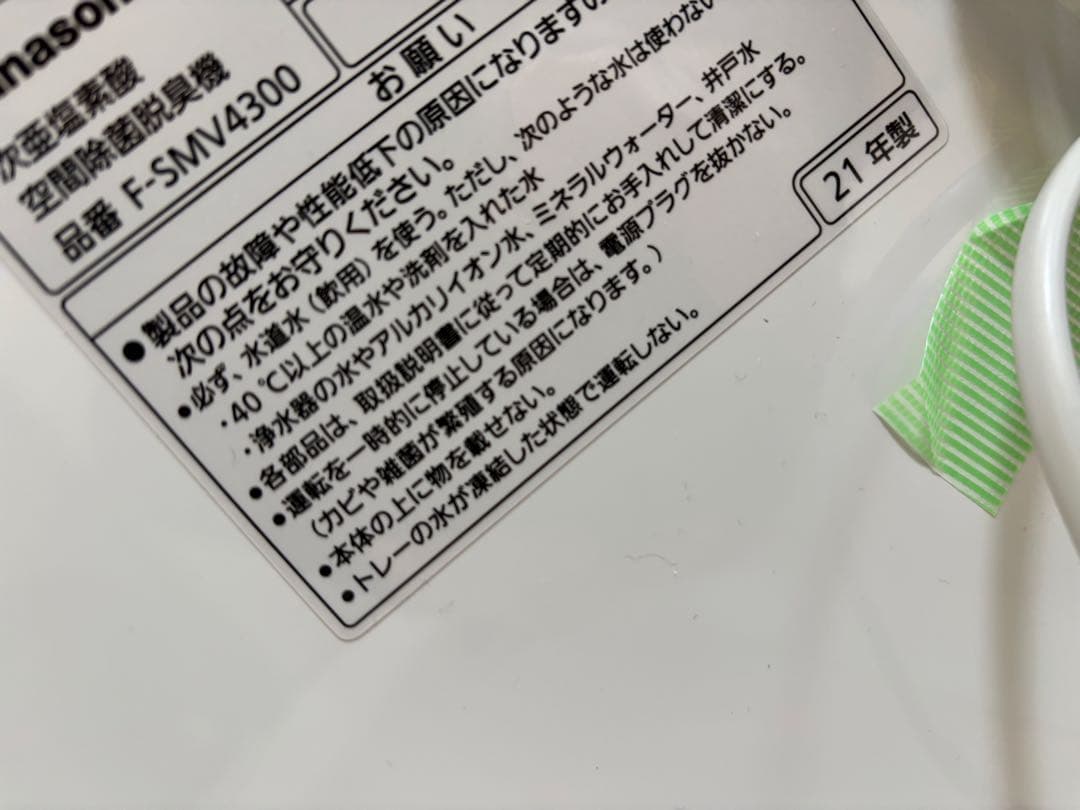 nasonic
次亜塩素酸
空間除菌脱臭機
品番 F-SMV4300
お願い
●製品の故障や性能低下の原因になりますの
次の点をお守りください。
●必ず、水道水(飲用)を使う。ただし、次のような水は使わない
・40 ℃以上の温水や洗剤を入れた水
・浄水器の水やアルカリイオン水、ミネラルウォーター、井戸水
●各部品は、取扱説明書に従って定期的にお手入れして清潔にする。
●運転を一時的に停止している場合は、電源プラグを抜かない。
(カビや雑菌が繁殖する原因になります。)
●本体の上に物を載せない。
●トレーの水が凍結した状態で運転しない。
21 年製